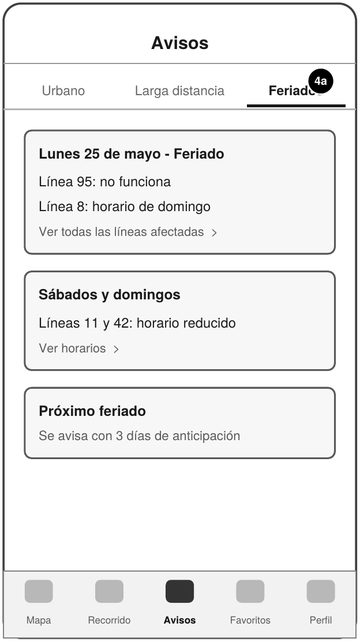 Avisos
Urbano
Larga distancia
Feriado
4a
Lunes 25 de mayo - Feriado
Línea 95: no funciona
Línea 8: horario de domingo
Ver todas las líneas afectadas >
Sábados y domingos
Líneas 11 y 42: horario reducido
Ver horarios >
Próximo feriado
Se avisa con 3 días de anticipación
Mapa
Recorrido
Avisos
Favoritos
Perfil